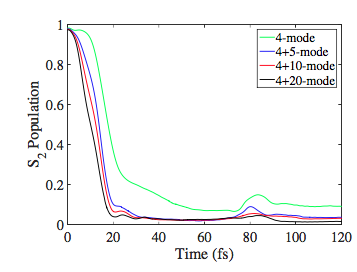 1
0.8
0.6
0.4
0.2
0
S2 Population
4-mode
4+5-mode
4+10-mode
4+20-mode
0 20 40 60 80 100 120
Time (fs)